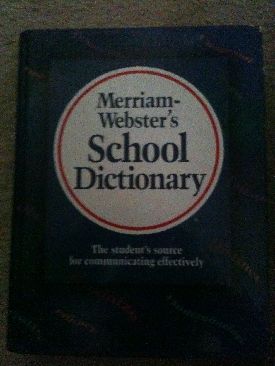 Merriam-
Webster's
School
Dictionary
The student's source
for communicating effectively